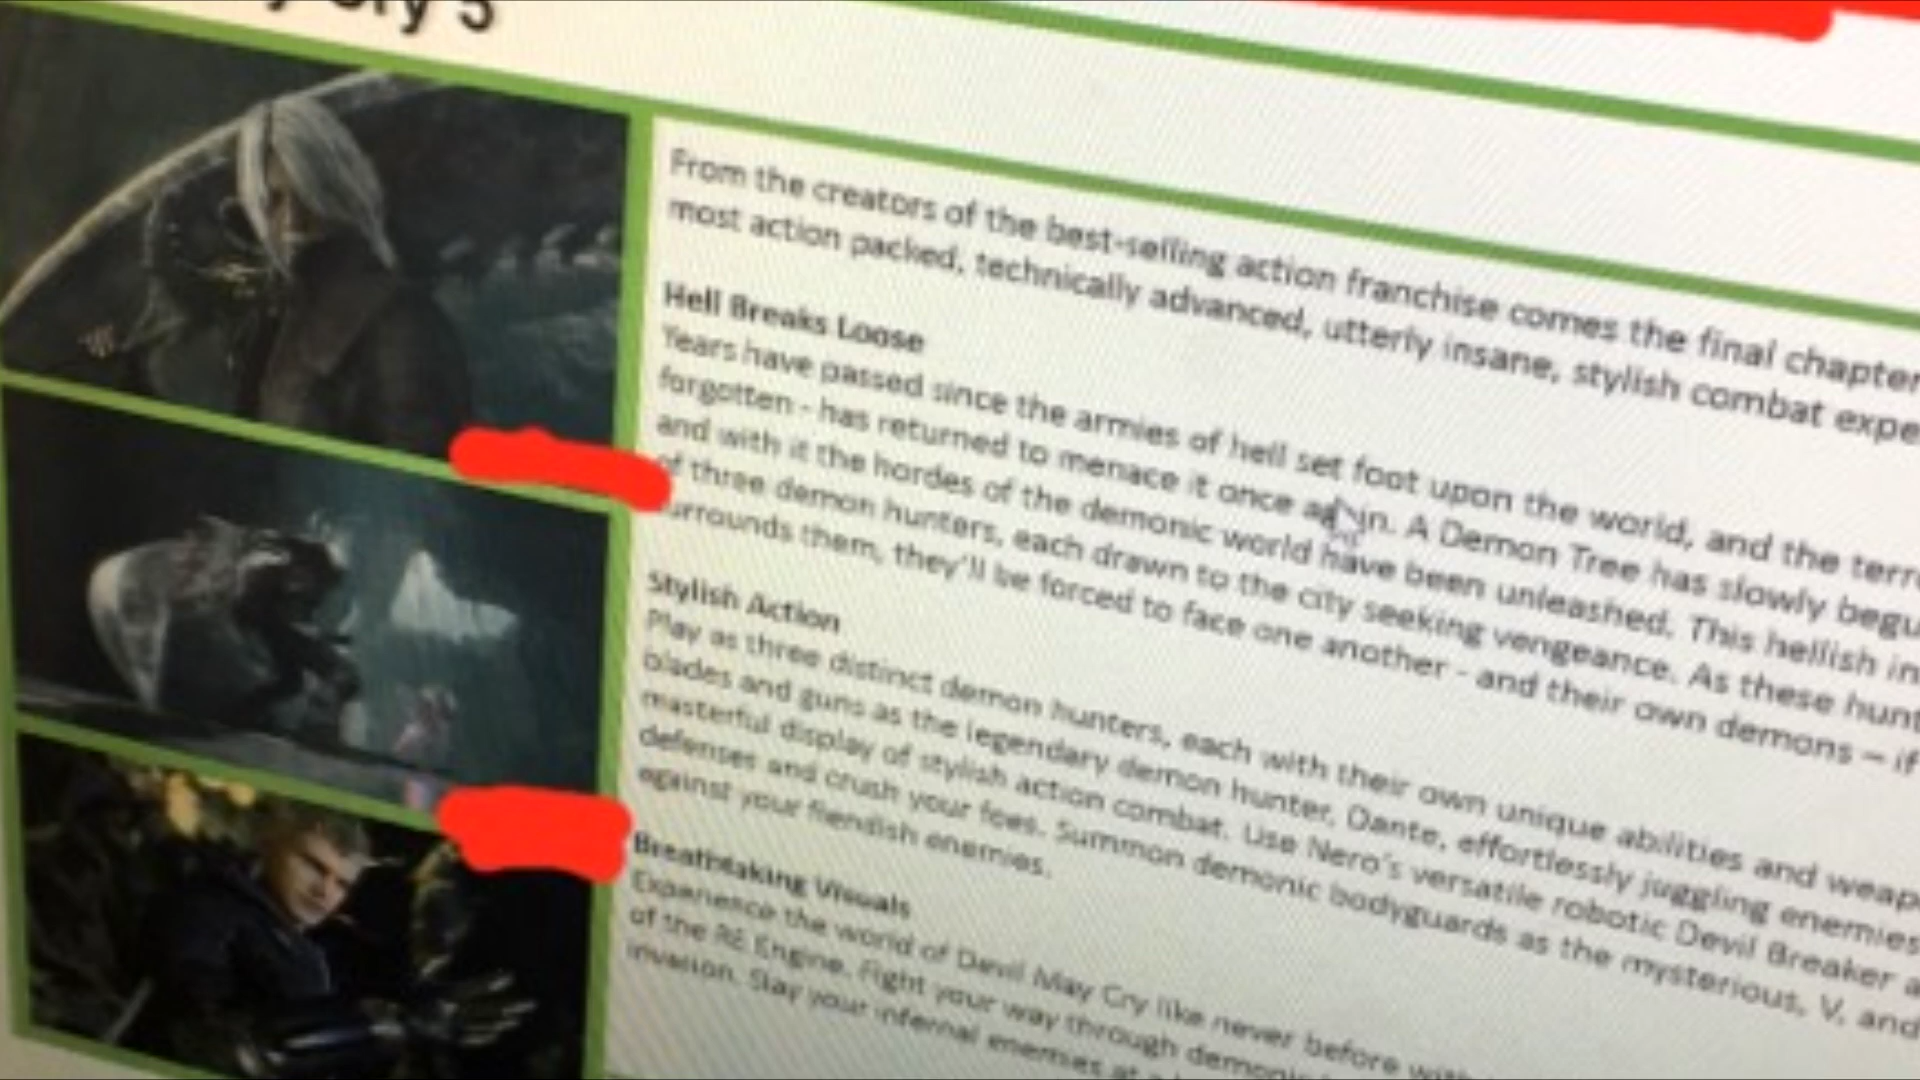 Cry 5
From the creators of the best-selling action franchise comes the final chapter
most action packed, technically advanced, utterly insane, stylish combat expe
Hell Breaks Loose
Years have passed since the armies of hell set foot upon the world, and the terr
forgotten - has returned to menace it once again. A Demon Tree has slowly begu
and with it the hordes of the demonic world have been unleashed. This hellish in
of three demon hunters, each drawn to the city seeking vengeance. As these hunt
urrounds them, they'll be forced to face one another - and their own demons – if
Stylish Action
Play as three distinct demon hunters, each with their own unique abilities and weap
blades and guns as the legendary demon hunter, Dante, effortlessly juggling enemies
masterful display of stylish action combat. Use Nero's versatile robotic Devil Breaker a
defenses and crush your foes. Summon demonic bodyguards as the mysterious, V, and
against your fiendish enemies.
Breathtaking Visuals
Experience the world of Devil May Cry like never before with
of the RE Engine. Fight your way through demonic
invasion. Slay your infernal enemies at